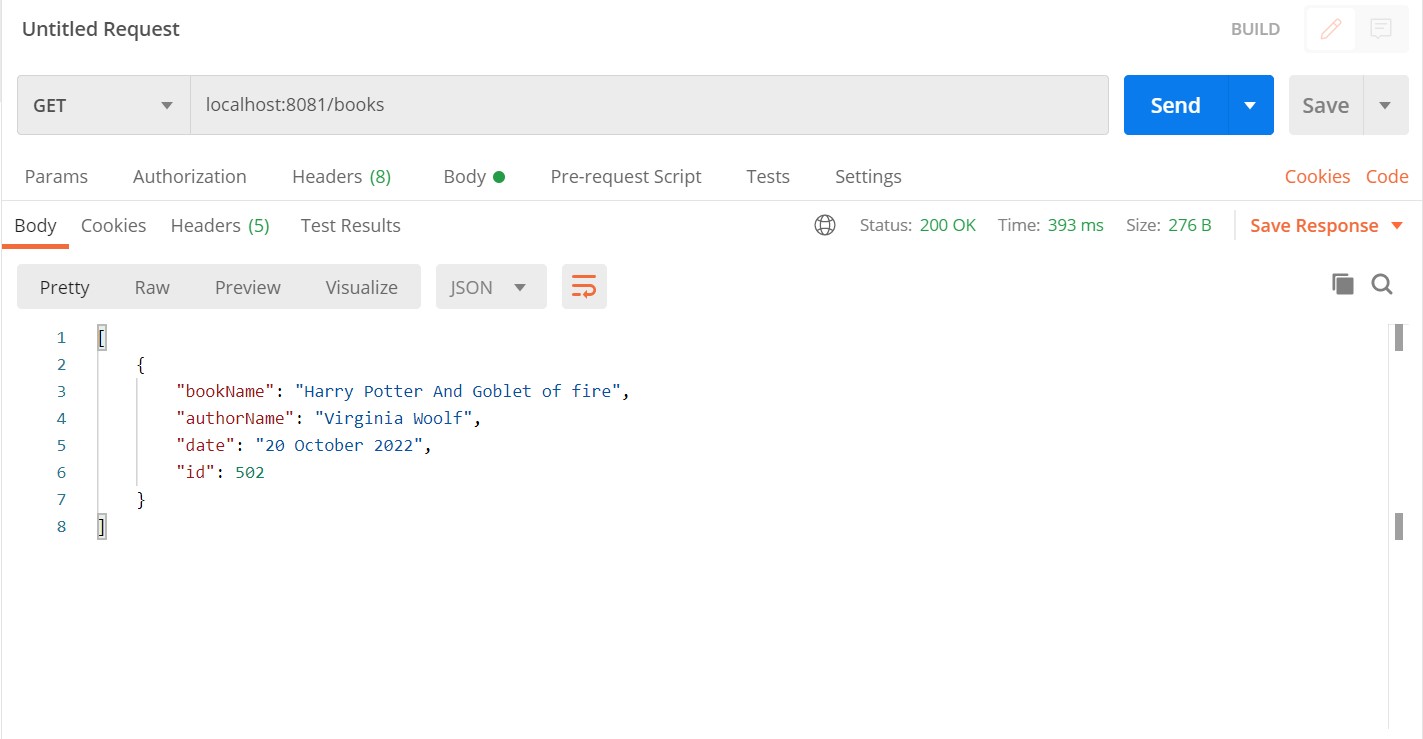 Untitled Request BUILD
GET localhost:8081/books Send Save
Params Authorization Headers (8) Body Pre-request Script Tests Settings Cookies Code
Body Cookies Headers (5) Test Results Status: 200 OK Time: 393 ms Size: 276 B Save Response
Pretty Raw Preview Visualize JSON
1 [
2 {
3 "bookName": "Harry Potter And Goblet of fire",
4 "authorName": "Virginia Woolf",
5 "date": "20 October 2022",
6 "id": 502
7 }
8 ]